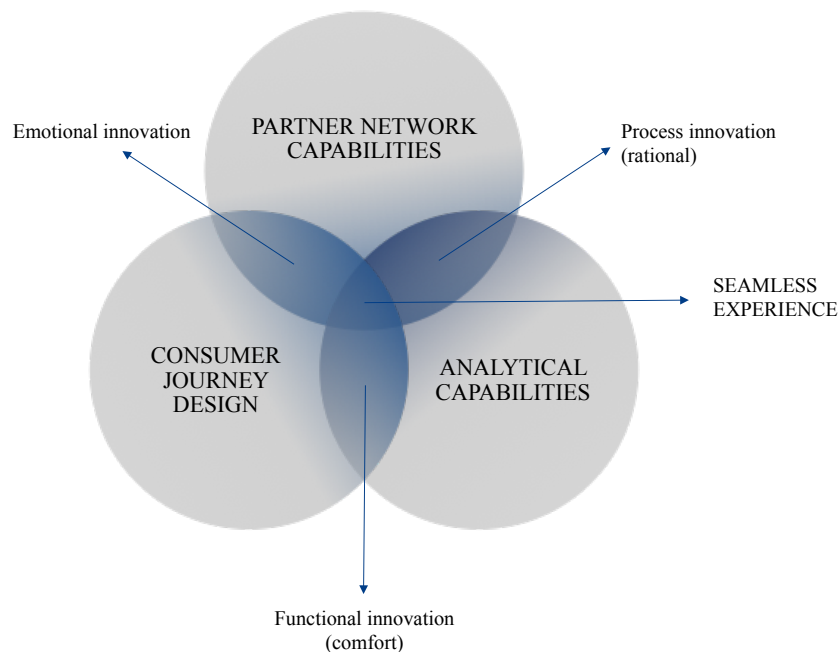 PARTNER NETWORK
CAPABILITIES
Emotional innovation
Process innovation
(rational)
SEAMLESS
EXPERIENCE
CONSUMER
JOURNEY
DESIGN
ANALYTICAL
CAPABILITIES
Functional innovation
(comfort)